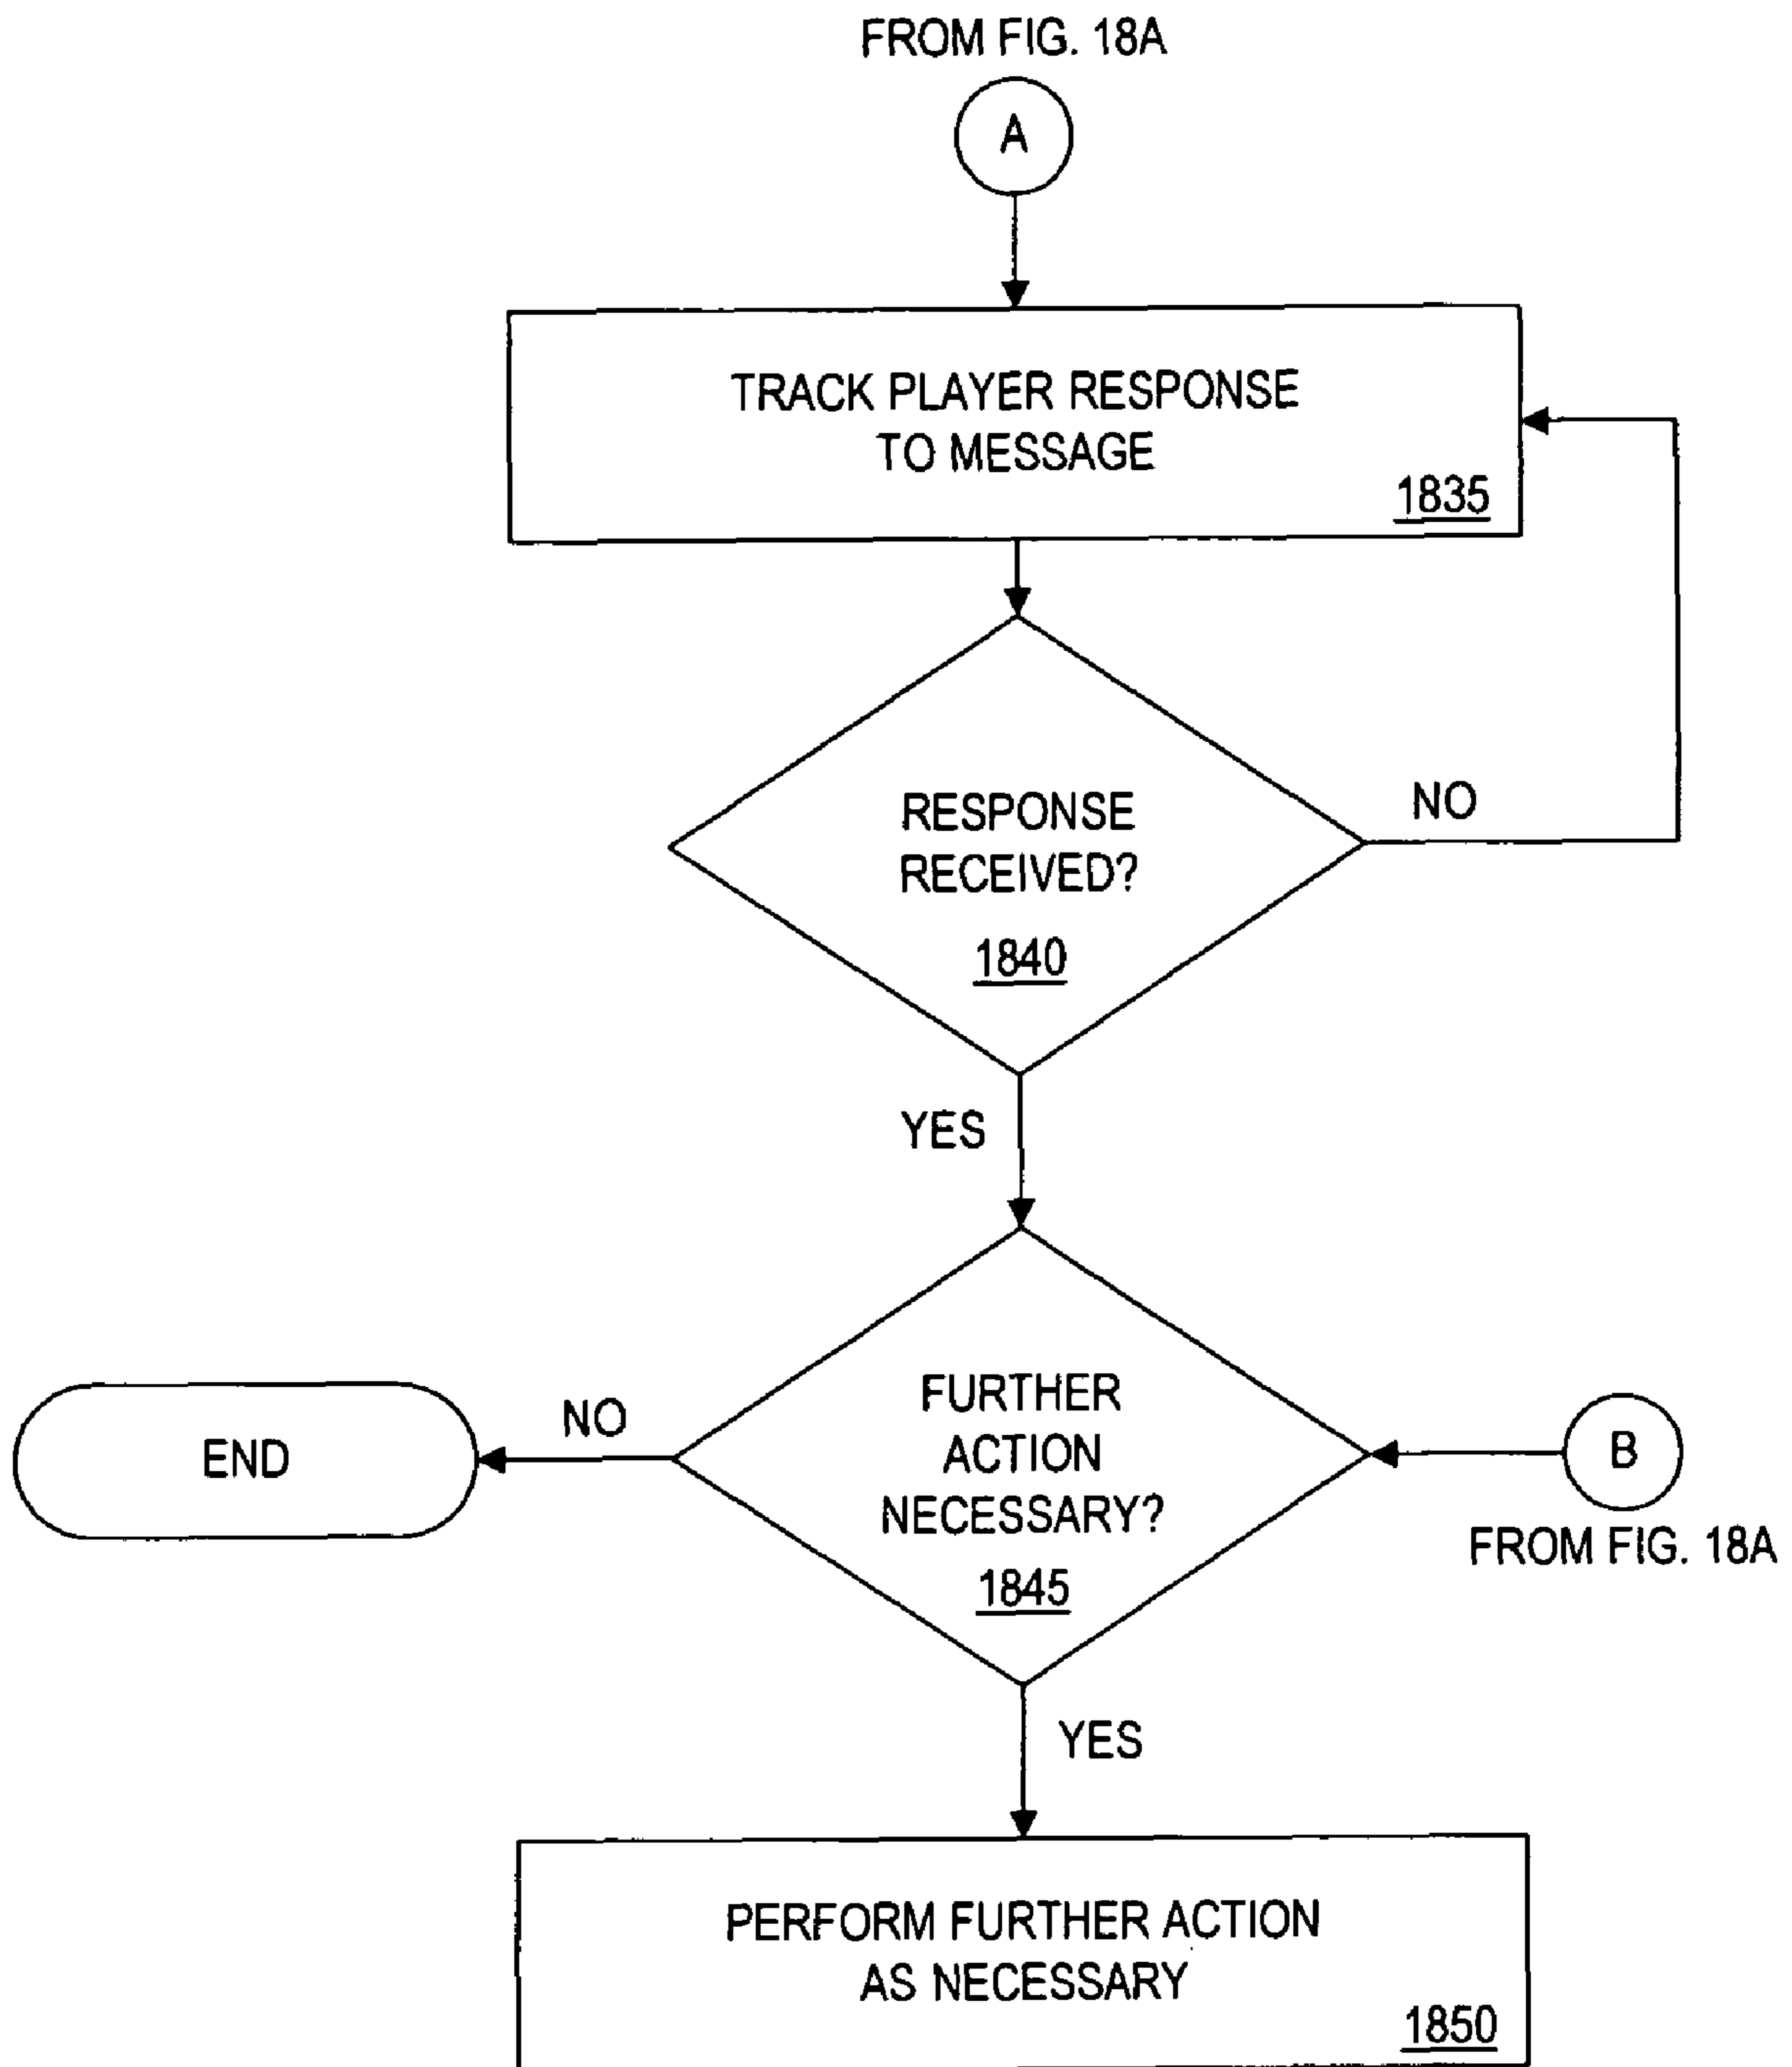 FROM FIG. 18A
A
TRACK PLAYER RESPONSE
TO MESSAGE
1835
RESPONSE
RECEIVED?
1840
NO
YES
FURTHER
ACTION
NECESSARY?
1845
NO
END
B
FROM FIG. 18A
YES
PERFORM FURTHER ACTION
AS NECESSARY
1850